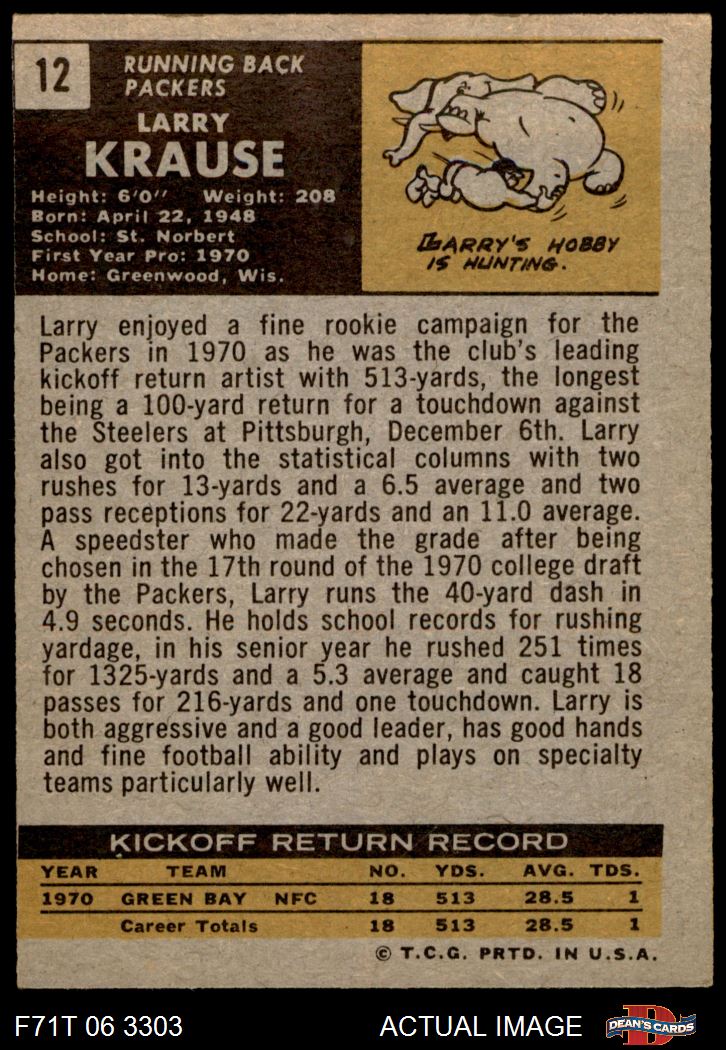 12
RUNNING BACK
PACKERS
LARRY
KRAUSE
Height: 6'0" Weight: 208
Born: April 22, 1948
School: St. Norbert
First Year Pro: 1970
Home: Greenwood, Wis.
LARRY'S HOBBY
IS HUNTING.
Larry enjoyed a fine rookie campaign for the
Packers in 1970 as he was the club's leading
kickoff return artist with 513-yards, the longest
being a 100-yard return for a touchdown against
the Steelers at Pittsburgh, December 6th. Larry
also got into the statistical columns with two
rushes for 13-yards and a 6.5 average and two
pass receptions for 22-yards and an 11.0 average.
A speedster who made the grade after being
chosen in the 17th round of the 1970 college draft
by the Packers, Larry runs the 40-yard dash in
4.9 seconds. He holds school records for rushing
yardage, in his senior year he rushed 251 times
for 1325-yards and a 5.3 average and caught 18
passes for 216-yards and one touchdown. Larry is
both aggressive and a good leader, has good hands
and fine football ability and plays on specialty
teams particularly well.
KICKOFF RETURN RECORD
YEAR TEAM NO. YDS. AVG. TDS.
1970 GREEN BAY NFC 18 513 28.5 1
Career Totals 18 513 28.5 1
© T.C.G. PRTD. IN U.S.A.
F71T 06 3303 ACTUAL IMAGE D DEAN'S CARDS